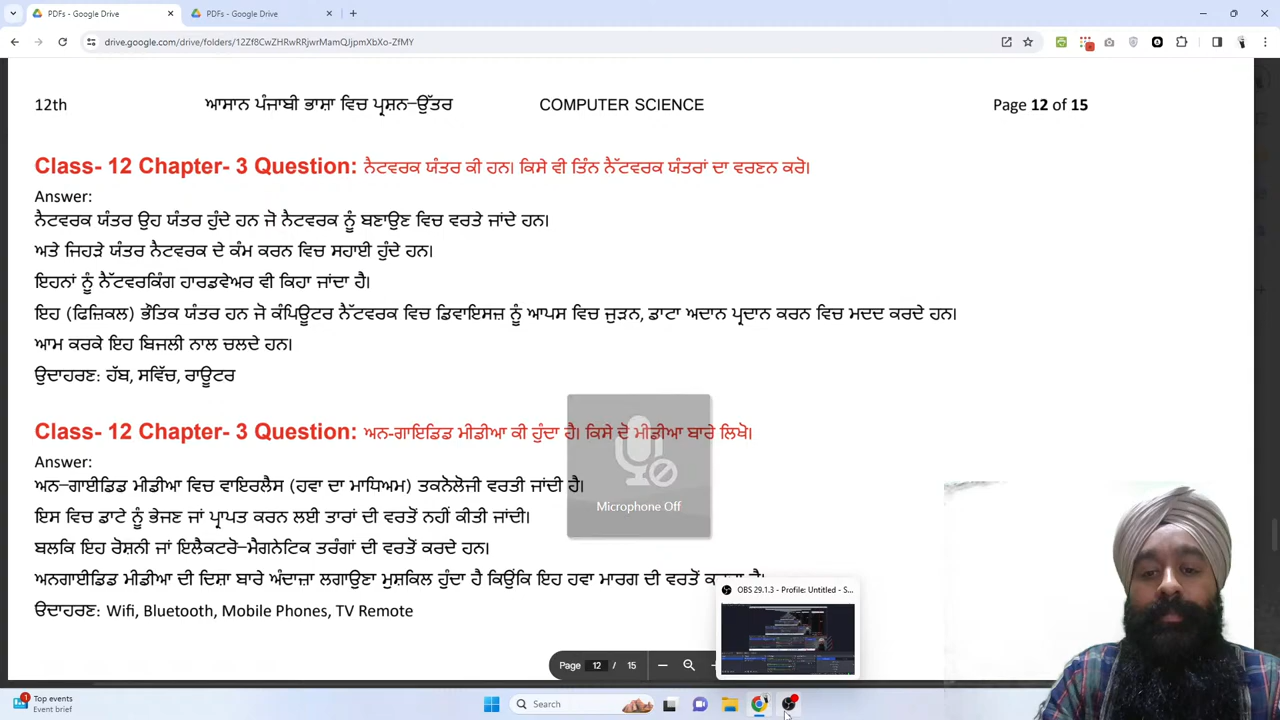 PDFs - Google Drive
PDFs - Google Drive
drive.google.com/drive/folders/12Zf8CwZHRwRRjwrMamQJjpmXbXo-ZfMY
12th ਆਸਾਨ ਪੰਜਾਬੀ ਭਾਸ਼ਾ ਵਿਚ ਪ੍ਰਸ਼ਨ–ਉੱਤਰ COMPUTER SCIENCE Page 12 of 15
Class- 12 Chapter- 3 Question: ਨੈਟਵਰਕ ਯੰਤਰ ਕੀ ਹਨ। ਕਿਸੇ ਵੀ ਤਿੰਨ ਨੈੱਟਵਰਕ ਯੰਤਰਾਂ ਦਾ ਵਰਣਨ ਕਰੋ।
Answer:
ਨੈਟਵਰਕ ਯੰਤਰ ਉਹ ਯੰਤਰ ਹੁੰਦੇ ਹਨ ਜੋ ਨੈਟਵਰਕ ਨੂੰ ਬਣਾਉਣ ਵਿਚ ਵਰਤੇ ਜਾਂਦੇ ਹਨ।
ਅਤੇ ਜਿਹੜੇ ਯੰਤਰ ਨੈਟਵਰਕ ਦੇ ਕੰਮ ਕਰਨ ਵਿਚ ਸਹਾਈ ਹੁੰਦੇ ਹਨ।
ਇਹਨਾਂ ਨੂੰ ਨੈੱਟਵਰਕਿੰਗ ਹਾਰਡਵੇਅਰ ਵੀ ਕਿਹਾ ਜਾਂਦਾ ਹੈ।
ਇਹ (ਫਿਜ਼ਿਕਲ) ਭੌਤਿਕ ਯੰਤਰ ਹਨ ਜੋ ਕੰਪਿਊਟਰ ਨੈੱਟਵਰਕ ਵਿਚ ਡਿਵਾਇਸਜ਼ ਨੂੰ ਆਪਸ ਵਿਚ ਜੁੜਨ, ਡਾਟਾ ਅਦਾਨ ਪ੍ਰਦਾਨ ਕਰਨ ਵਿਚ ਮਦਦ ਕਰਦੇ ਹਨ।
ਆਮ ਕਰਕੇ ਇਹ ਬਿਜਲੀ ਨਾਲ ਚਲਦੇ ਹਨ।
ਉਦਾਹਰਣ: ਹੱਬ, ਸਵਿੱਚ, ਰਾਊਟਰ
Class- 12 Chapter- 3 Question: ਅਨ-ਗਾਇਡਿਡ ਮੀਡੀਆ ਕੀ ਹੁੰਦਾ ਹੈ। ਕਿਸੇ ਦੋ ਮੀਡੀਆ ਬਾਰੇ ਲਿਖੋ।
Answer:
ਅਨ–ਗਾਈਡਿਡ ਮੀਡੀਆ ਵਿਚ ਵਾਇਰਲੈਸ (ਹਵਾ ਦਾ ਮਾਧਿਅਮ) ਤਕਨੋਲੋਜੀ ਵਰਤੀ ਜਾਂਦੀ ਹੈ।
Microphone Off
ਇਸ ਵਿਚ ਡਾਟੇ ਨੂੰ ਭੇਜਣ ਜਾਂ ਪ੍ਰਾਪਤ ਕਰਨ ਲਈ ਤਾਰਾਂ ਦੀ ਵਰਤੋਂ ਨਹੀਂ ਕੀਤੀ ਜਾਂਦੀ।
ਬਲਕਿ ਇਹ ਰੋਸ਼ਨੀ ਜਾਂ ਇਲੈਕਟਰੋ–ਮੈਗਨੇਟਿਕ ਤਰੰਗਾਂ ਦੀ ਵਰਤੋਂ ਕਰਦੇ ਹਨ।
ਅਨਗਾਇਡਿਡ ਮੀਡੀਆ ਦੀ ਦਿਸ਼ਾ ਬਾਰੇ ਅੰਦਾਜ਼ਾ ਲਗਾਉਣਾ ਮੁਸ਼ਕਿਲ ਹੁੰਦਾ ਹੈ ਕਿਉਂਕਿ ਇਹ ਹਵਾ ਮਾਰਗ ਦੀ ਵਰਤੋਂ
OBS 29.1.3 - Profile: Untitled - S...
ਉਦਾਹਰਣ: Wifi, Bluetooth, Mobile Phones, TV Remote
Page 12 / 15
Top events
Event brief
Search